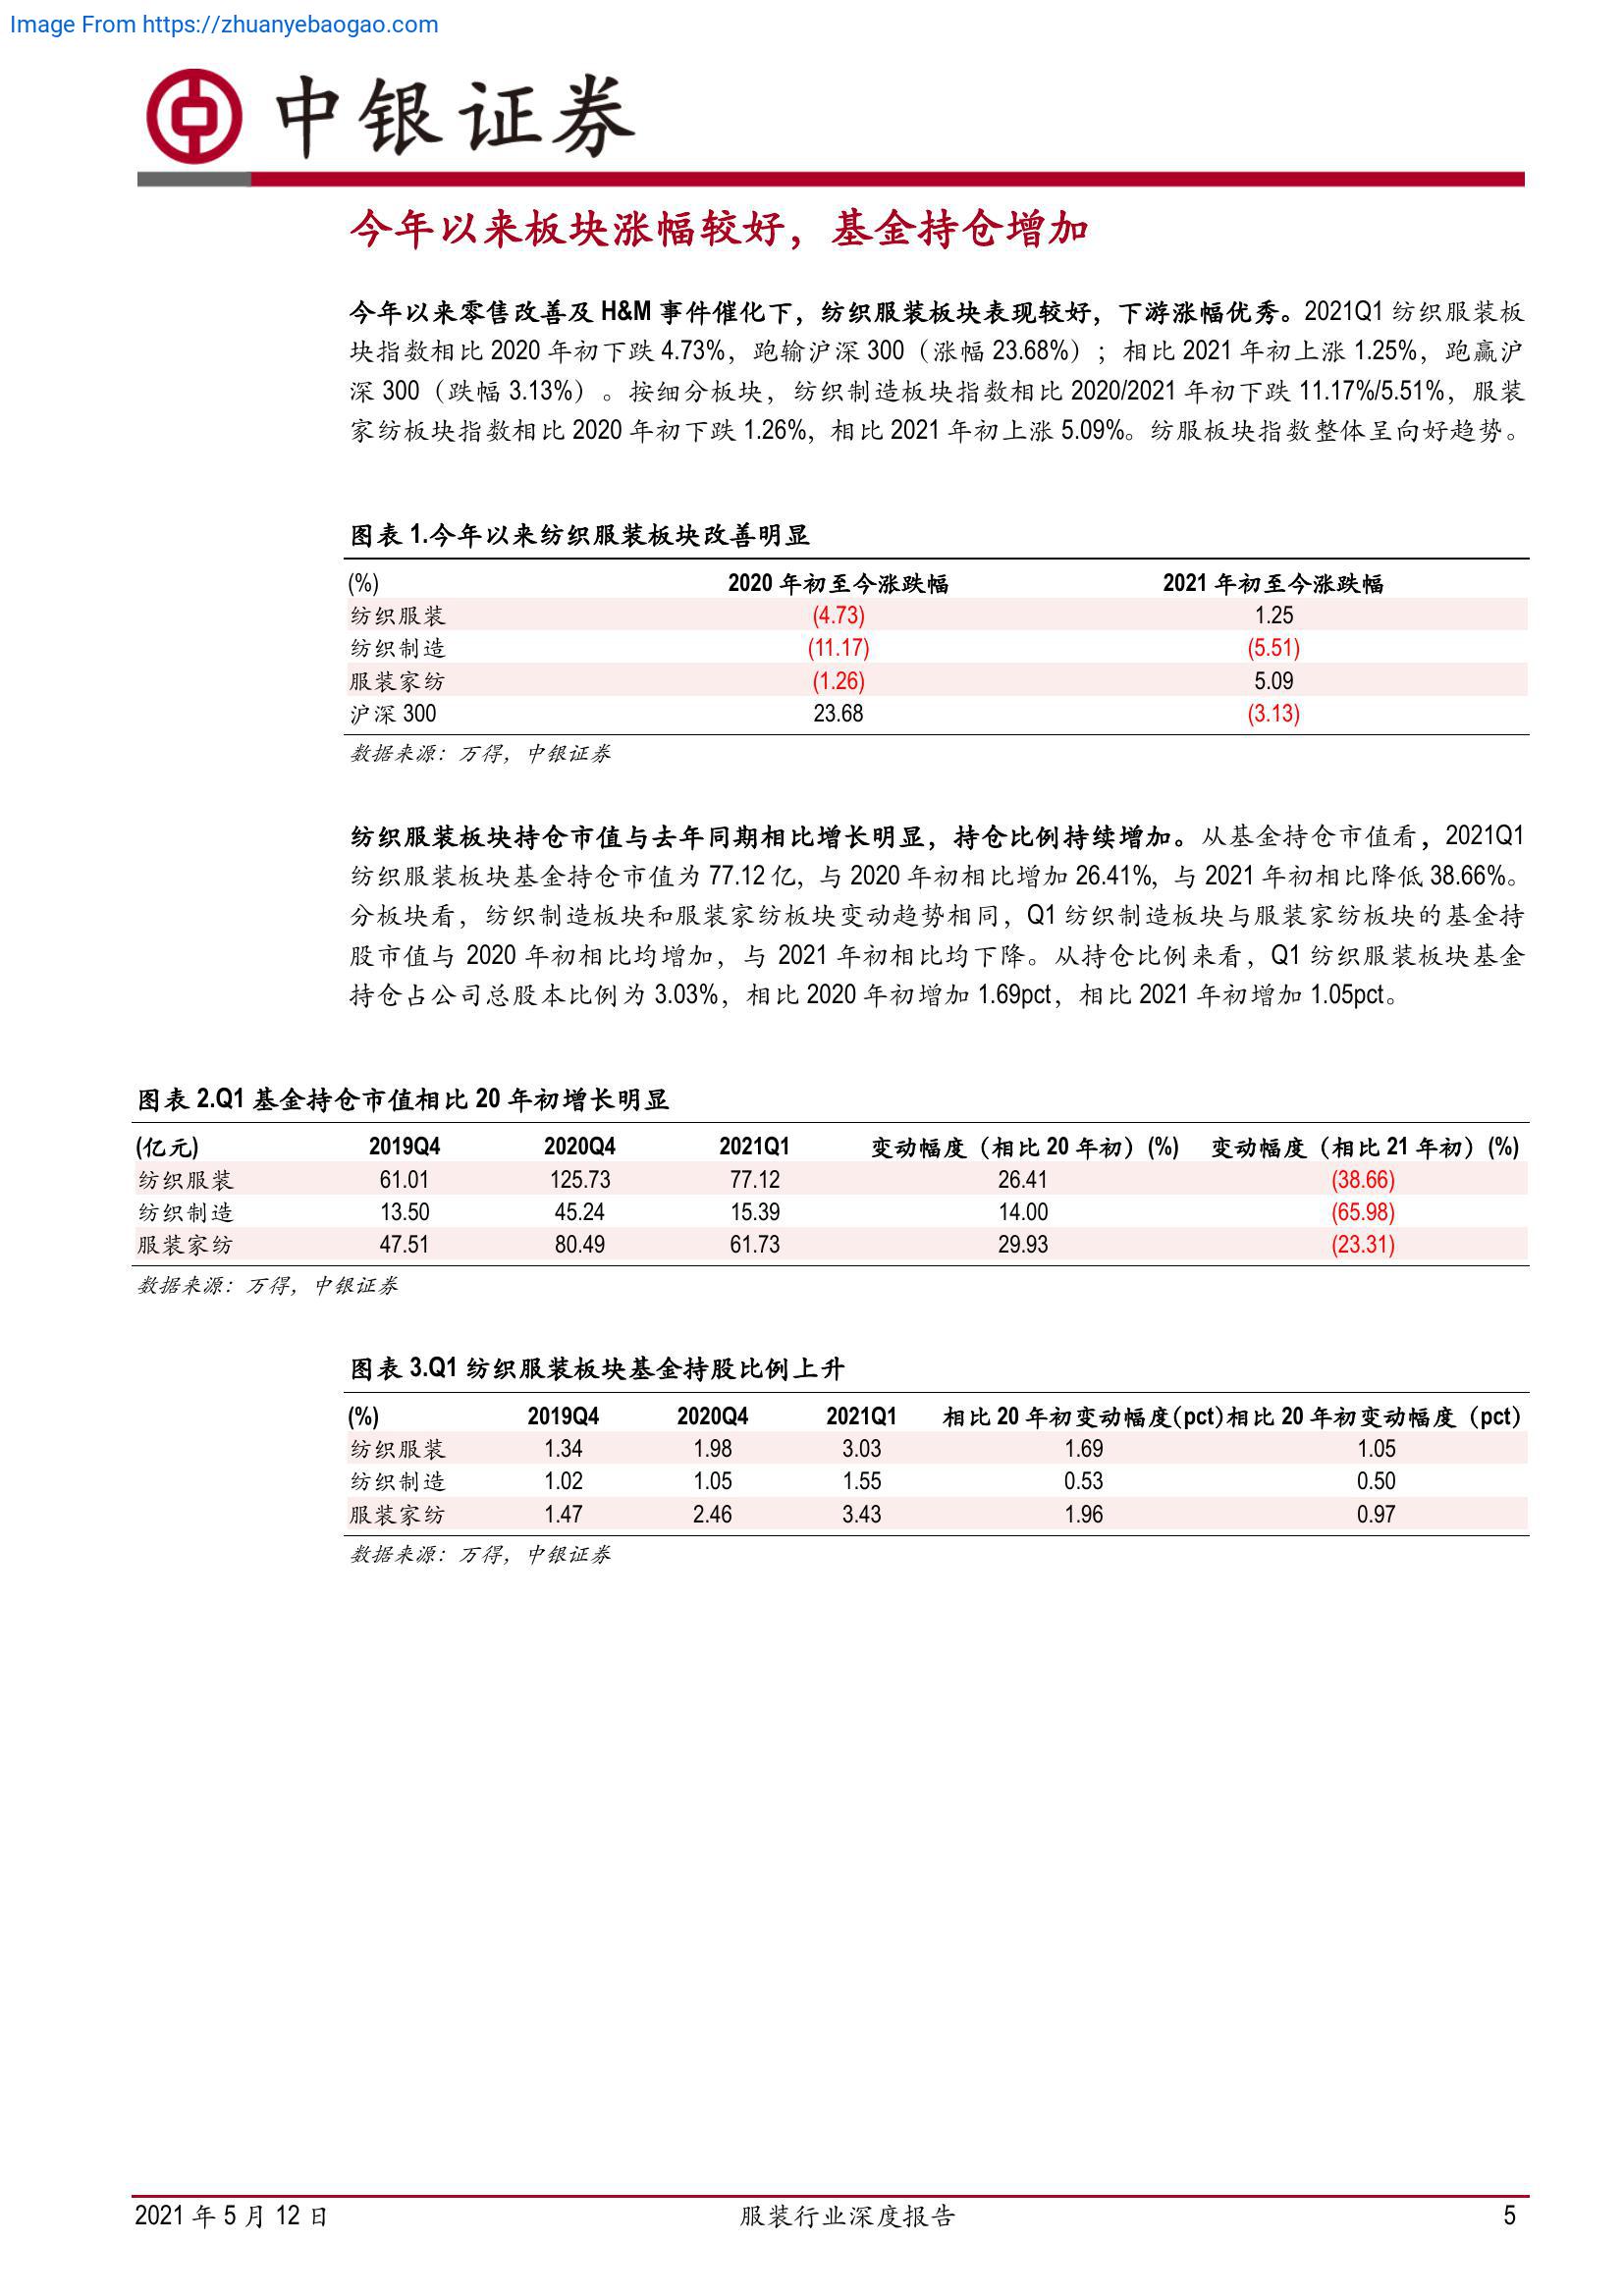 Image From https://zhuanyebaogao.com
中银证券
今年以来板块涨幅较好，基金持仓增加
今年以来零售改善及 H&M 事件催化下，纺织服装板块表现较好，下游涨幅优秀。2021Q1 纺织服装板
块指数相比 2020 年初下跌 4.73%，跑输沪深 300（涨幅 23.68%）；相比 2021 年初上涨 1.25%，跑赢沪
深 300（跌幅 3.13%）。按细分板块，纺织制造板块指数相比 2020/2021 年初下跌 11.17%/5.51%，服装
家纺板块指数相比 2020 年初下跌 1.26%, 相比 2021 年初上涨 5.09%。纺服板块指数整体呈向好趋势。
图表 1.今年以来纺织服装板块改善明显
(%) 2020 年初至今涨跌幅 2021 年初至今涨跌幅
纺织服装 (4.73) 1.25
纺织制造 (11.17) (5.51)
服装家纺 (1.26) 5.09
沪深 300 23.68 (3.13)
数据来源：万得，中银证券
纺织服装板块持仓市值与去年同期相比增长明显，持仓比例持续增加。从基金持仓市值看，2021Q1
纺织服装板块基金持仓市值为 77.12 亿, 与 2020 年初相比增加 26.41%, 与 2021 年初相比降低 38.66%。
分板块看，纺织制造板块和服装家纺板块变动趋势相同，Q1 纺织制造板块与服装家纺板块的基金持
股市值与 2020 年初相比均增加，与 2021 年初相比均下降。从持仓比例来看，Q1 纺织服装板块基金
持仓占公司总股本比例为 3.03%，相比 2020 年初增加 1.69pct，相比 2021 年初增加 1.05pct。
图表 2.Q1 基金持仓市值相比 20 年初增长明显
(亿元) 2019Q4 2020Q4 2021Q1 变动幅度（相比 20 年初）(%) 变动幅度（相比 21 年初）(%)
纺织服装 61.01 125.73 77.12 26.41 (38.66)
纺织制造 13.50 45.24 15.39 14.00 (65.98)
服装家纺 47.51 80.49 61.73 29.93 (23.31)
数据来源：万得，中银证券
图表 3.Q1 纺织服装板块基金持股比例上升
(%) 2019Q4 2020Q4 2021Q1 相比 20 年初变动幅度(pct) 相比 20 年初变动幅度（pct）
纺织服装 1.34 1.98 3.03 1.69 1.05
纺织制造 1.02 1.05 1.55 0.53 0.50
服装家纺 1.47 2.46 3.43 1.96 0.97
数据来源：万得，中银证券
2021 年 5 月 12 日 服装行业深度报告 5